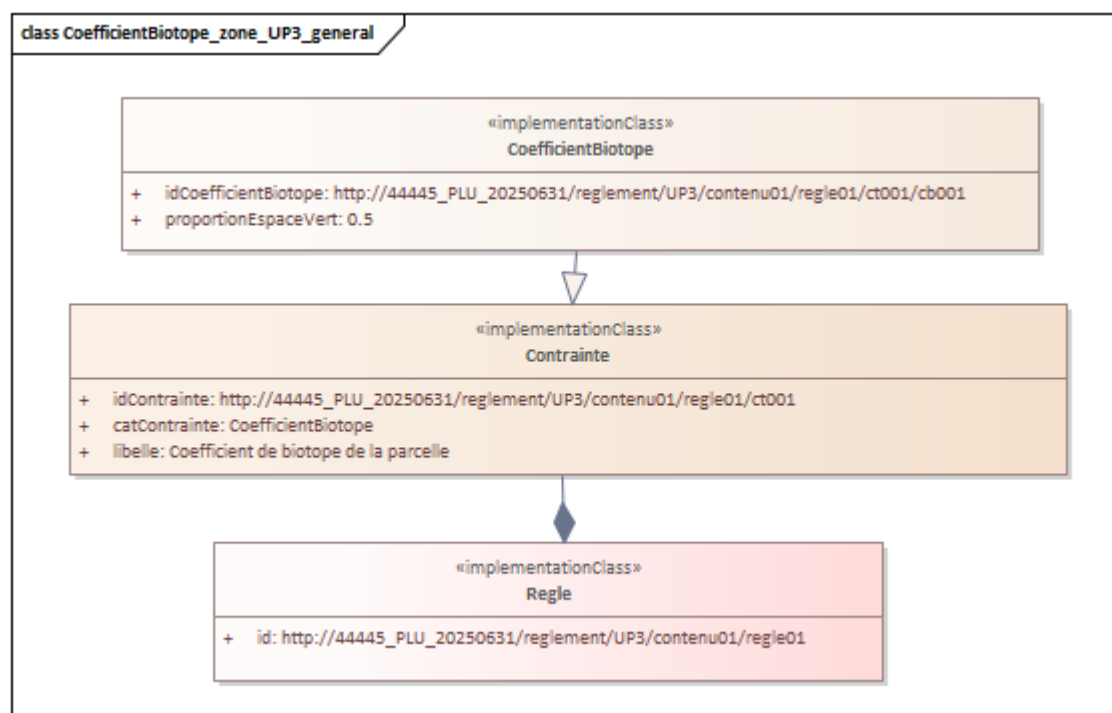 class CoefficientBiotope_zone_UP3_general
«implementationClass»
CoefficientBiotope
+ idCoefficientBiotope: http://44445_PLU_20250631/reglement/UP3/contenu01/regle01/ct001/cb001
+ proportionEspaceVert: 0.5
«implementationClass»
Contrainte
+ idContrainte: http://44445_PLU_20250631/reglement/UP3/contenu01/regle01/ct001
+ catContrainte: CoefficientBiotope
+ libelle: Coefficient de biotope de la parcelle
«implementationClass»
Regle
+ id: http://44445_PLU_20250631/reglement/UP3/contenu01/regle01